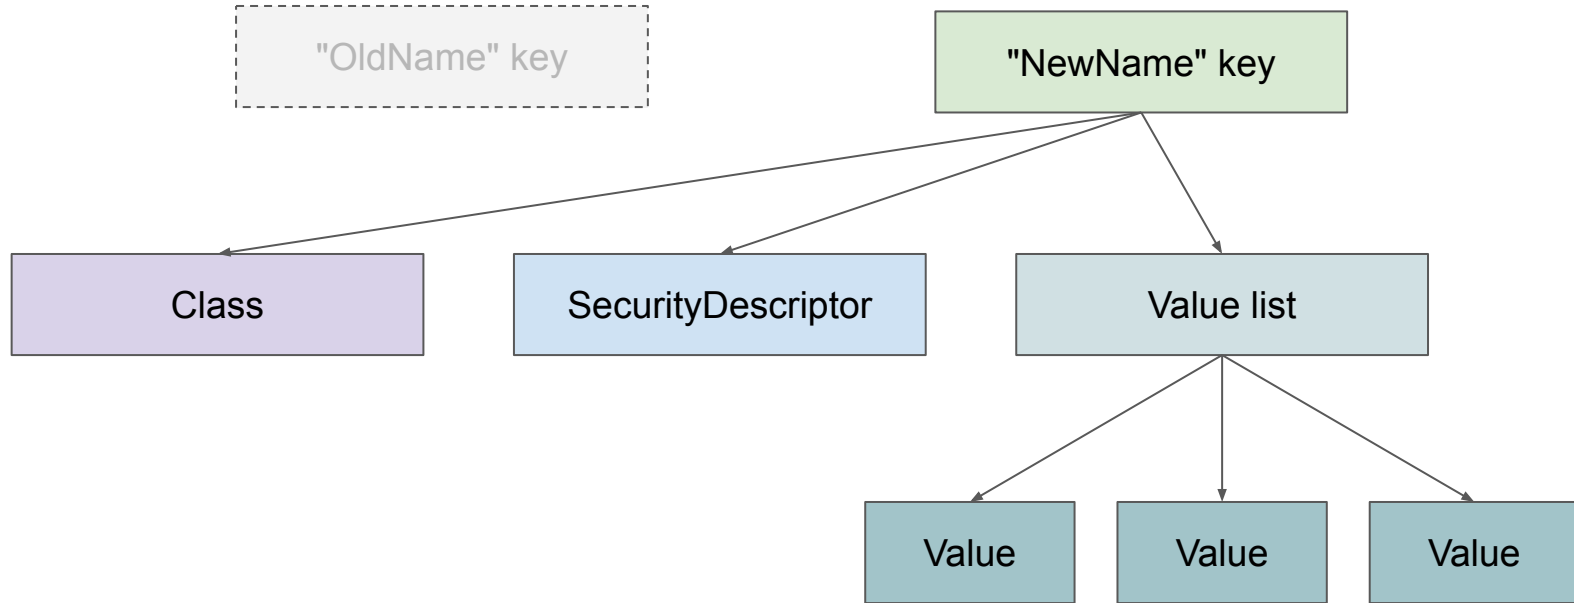 "OldName" key
"NewName" key
Class
SecurityDescriptor
Value list
Value
Value
Value